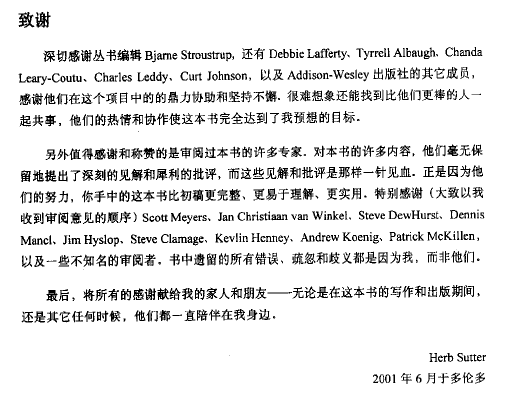 致谢
深切感谢丛书编辑 Bjarne Stroustrup, 还有 Debbie Lafferty、Tyrrell Albaugh、Chanda
Leary-Coutu、Charles Leddy、Curt Johnson, 以及 Addison-Wesley 出版社的其它成员，
感谢他们在这个项目中的的鼎力协助和坚持不懈. 很难想象还能找到比他们更棒的人一
起共事，他们的热情和协作使这本书完全达到了我预想的目标。
另外值得感谢和称赞的是审阅过本书的许多专家. 对本书的许多内容，他们毫无保
留地提出了深刻的见解和犀利的批评，而这些见解和批评是那样一针见血. 正是因为他
们的努力，你手中的这本书比初稿更完整、更易于理解、更实用. 特别感谢（大致以我
收到审阅意见的顺序）Scott Meyers、Jan Christiaan van Winkel、Steve DewHurst、Dennis
Mancl、Jim Hyslop、Steve Clamage、Kevlin Henney、Andrew Koenig、Patrick McKillen,
以及一些不知名的审阅者. 书中遗留的所有错误、疏忽和歧义都是因为我，而非他们。
最后，将所有的感谢献给我的家人和朋友——无论是在这本书的写作和出版期间，
还是其它任何时候，他们都一直陪伴在我身边。
Herb Sutter
2001 年 6 月于多伦多